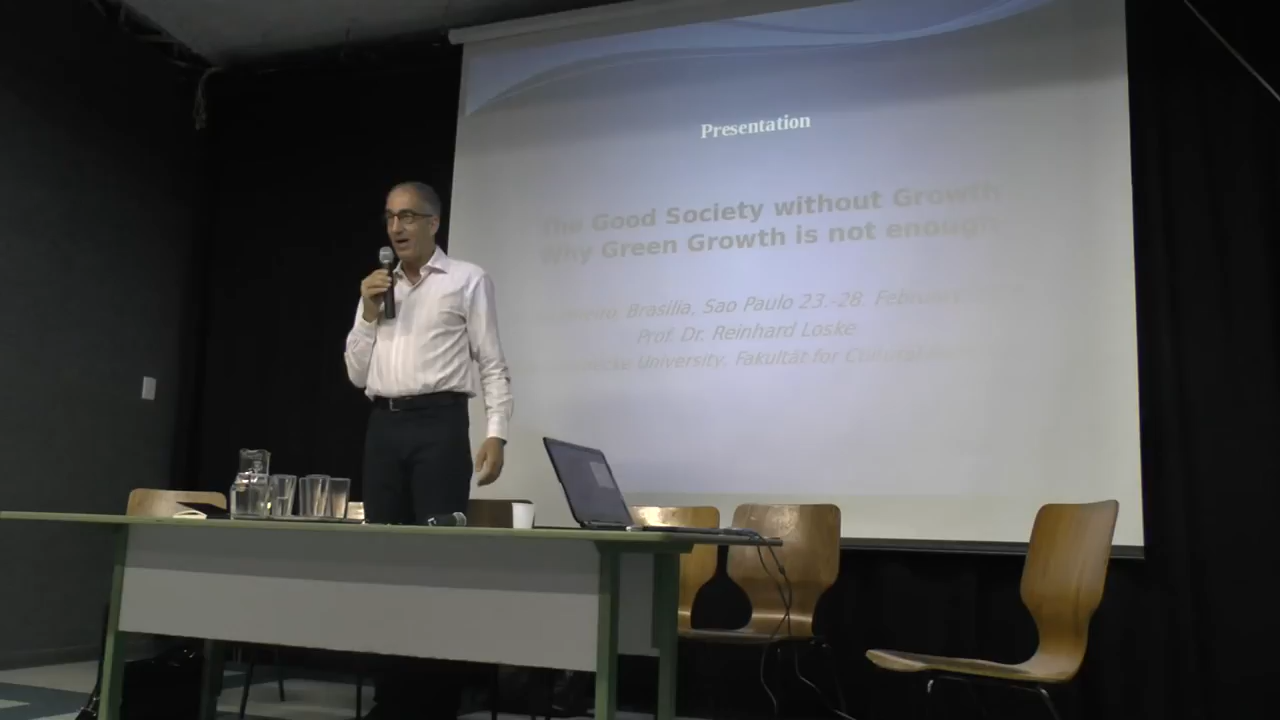 Presentation
The Good Society without Growth
Why Green Growth is not enough
Brasilia, Sao Paulo 23.-28. February
Prof. Dr. Reinhard Loske
University. Fakultät for Cultural